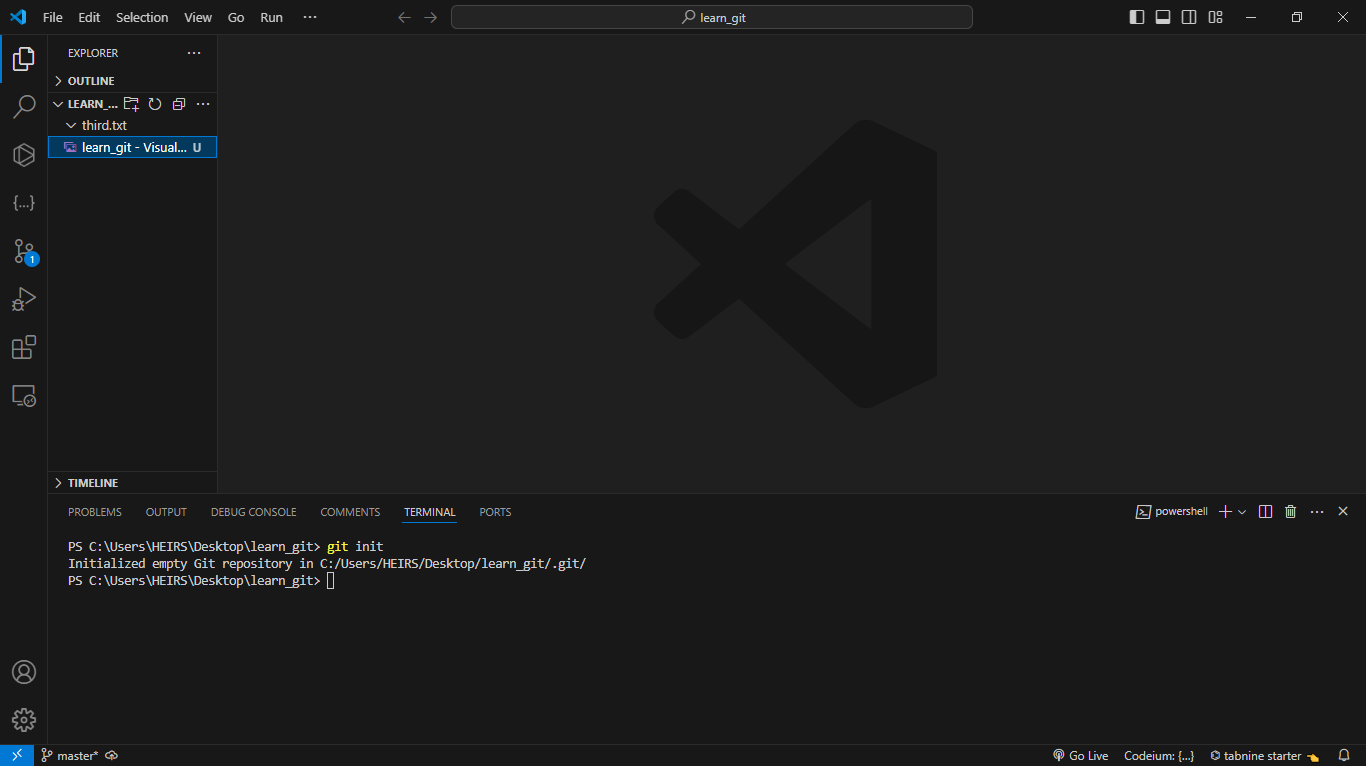 File Edit Selection View Go Run ···
learn_git
EXPLORER ···
OUTLINE
LEARN_... ···
third.txt
learn_git - Visual... U
{...}
1
TIMELINE
PROBLEMS OUTPUT DEBUG CONSOLE COMMENTS TERMINAL PORTS
powershell ···
PS C:\Users\HEIRS\Desktop\learn_git> git init
Initialized empty Git repository in C:/Users/HEIRS/Desktop/learn_git/.git/
PS C:\Users\HEIRS\Desktop\learn_git>
master* Go Live Codeium: {...} tabnine starter